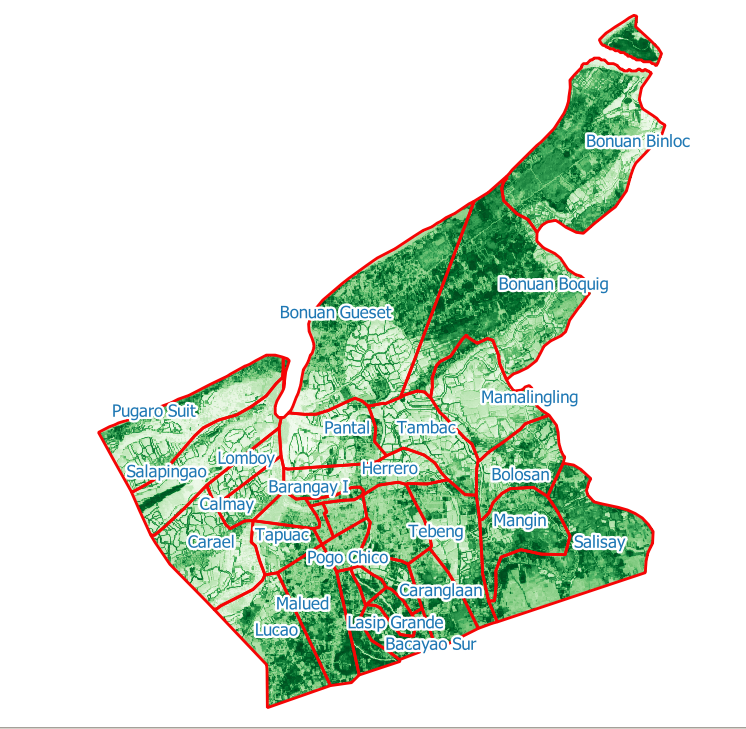 Bonuan Binloc
Bonuan Boquig
Bonuan Gueset
Mamalingling
Pugaro Suit
Pantal
Tambac
Lomboy
Salapingao
Herrero
Bolosan
Barangay I
Calmay
Mangin
Tapuac
Tebeng
Carael
Salisay
Pogo Chico
Caranglaan
Malued
Lasip Grande
Lucao
Bacayao Sur